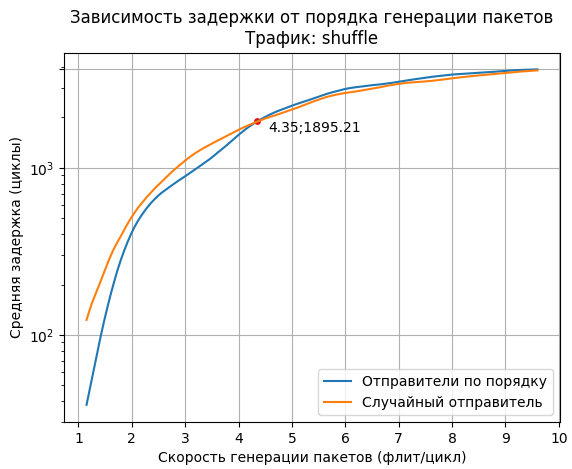 Зависимость задержки от порядка генерации пакетов
Трафик: shuffle
Средняя задержка (циклы)
10³
10²
4.35;1895.21
Отправители по порядку
Случайный отправитель
1 2 3 4 5 6 7 8 9 10
Скорость генерации пакетов (флит/цикл)